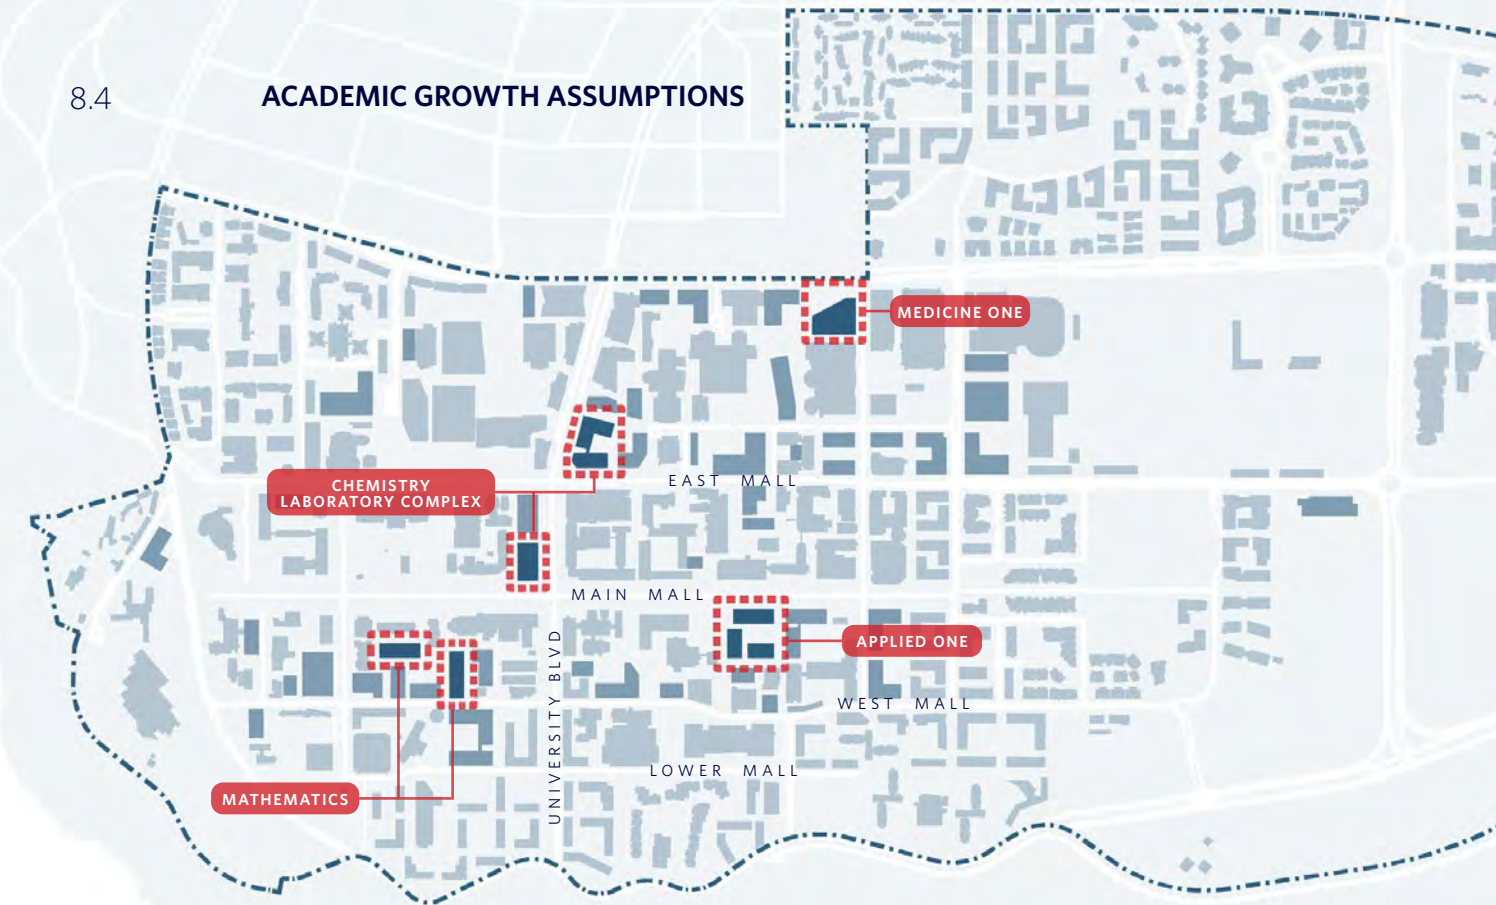 8.4
ACADEMIC GROWTH ASSUMPTIONS
MEDICINE ONE
CHEMISTRY
LABORATORY COMPLEX
EAST MALL
MAIN MALL
APPLIED ONE
UNIVERSITY BLVD
WEST MALL
LOWER MALL
MATHEMATICS